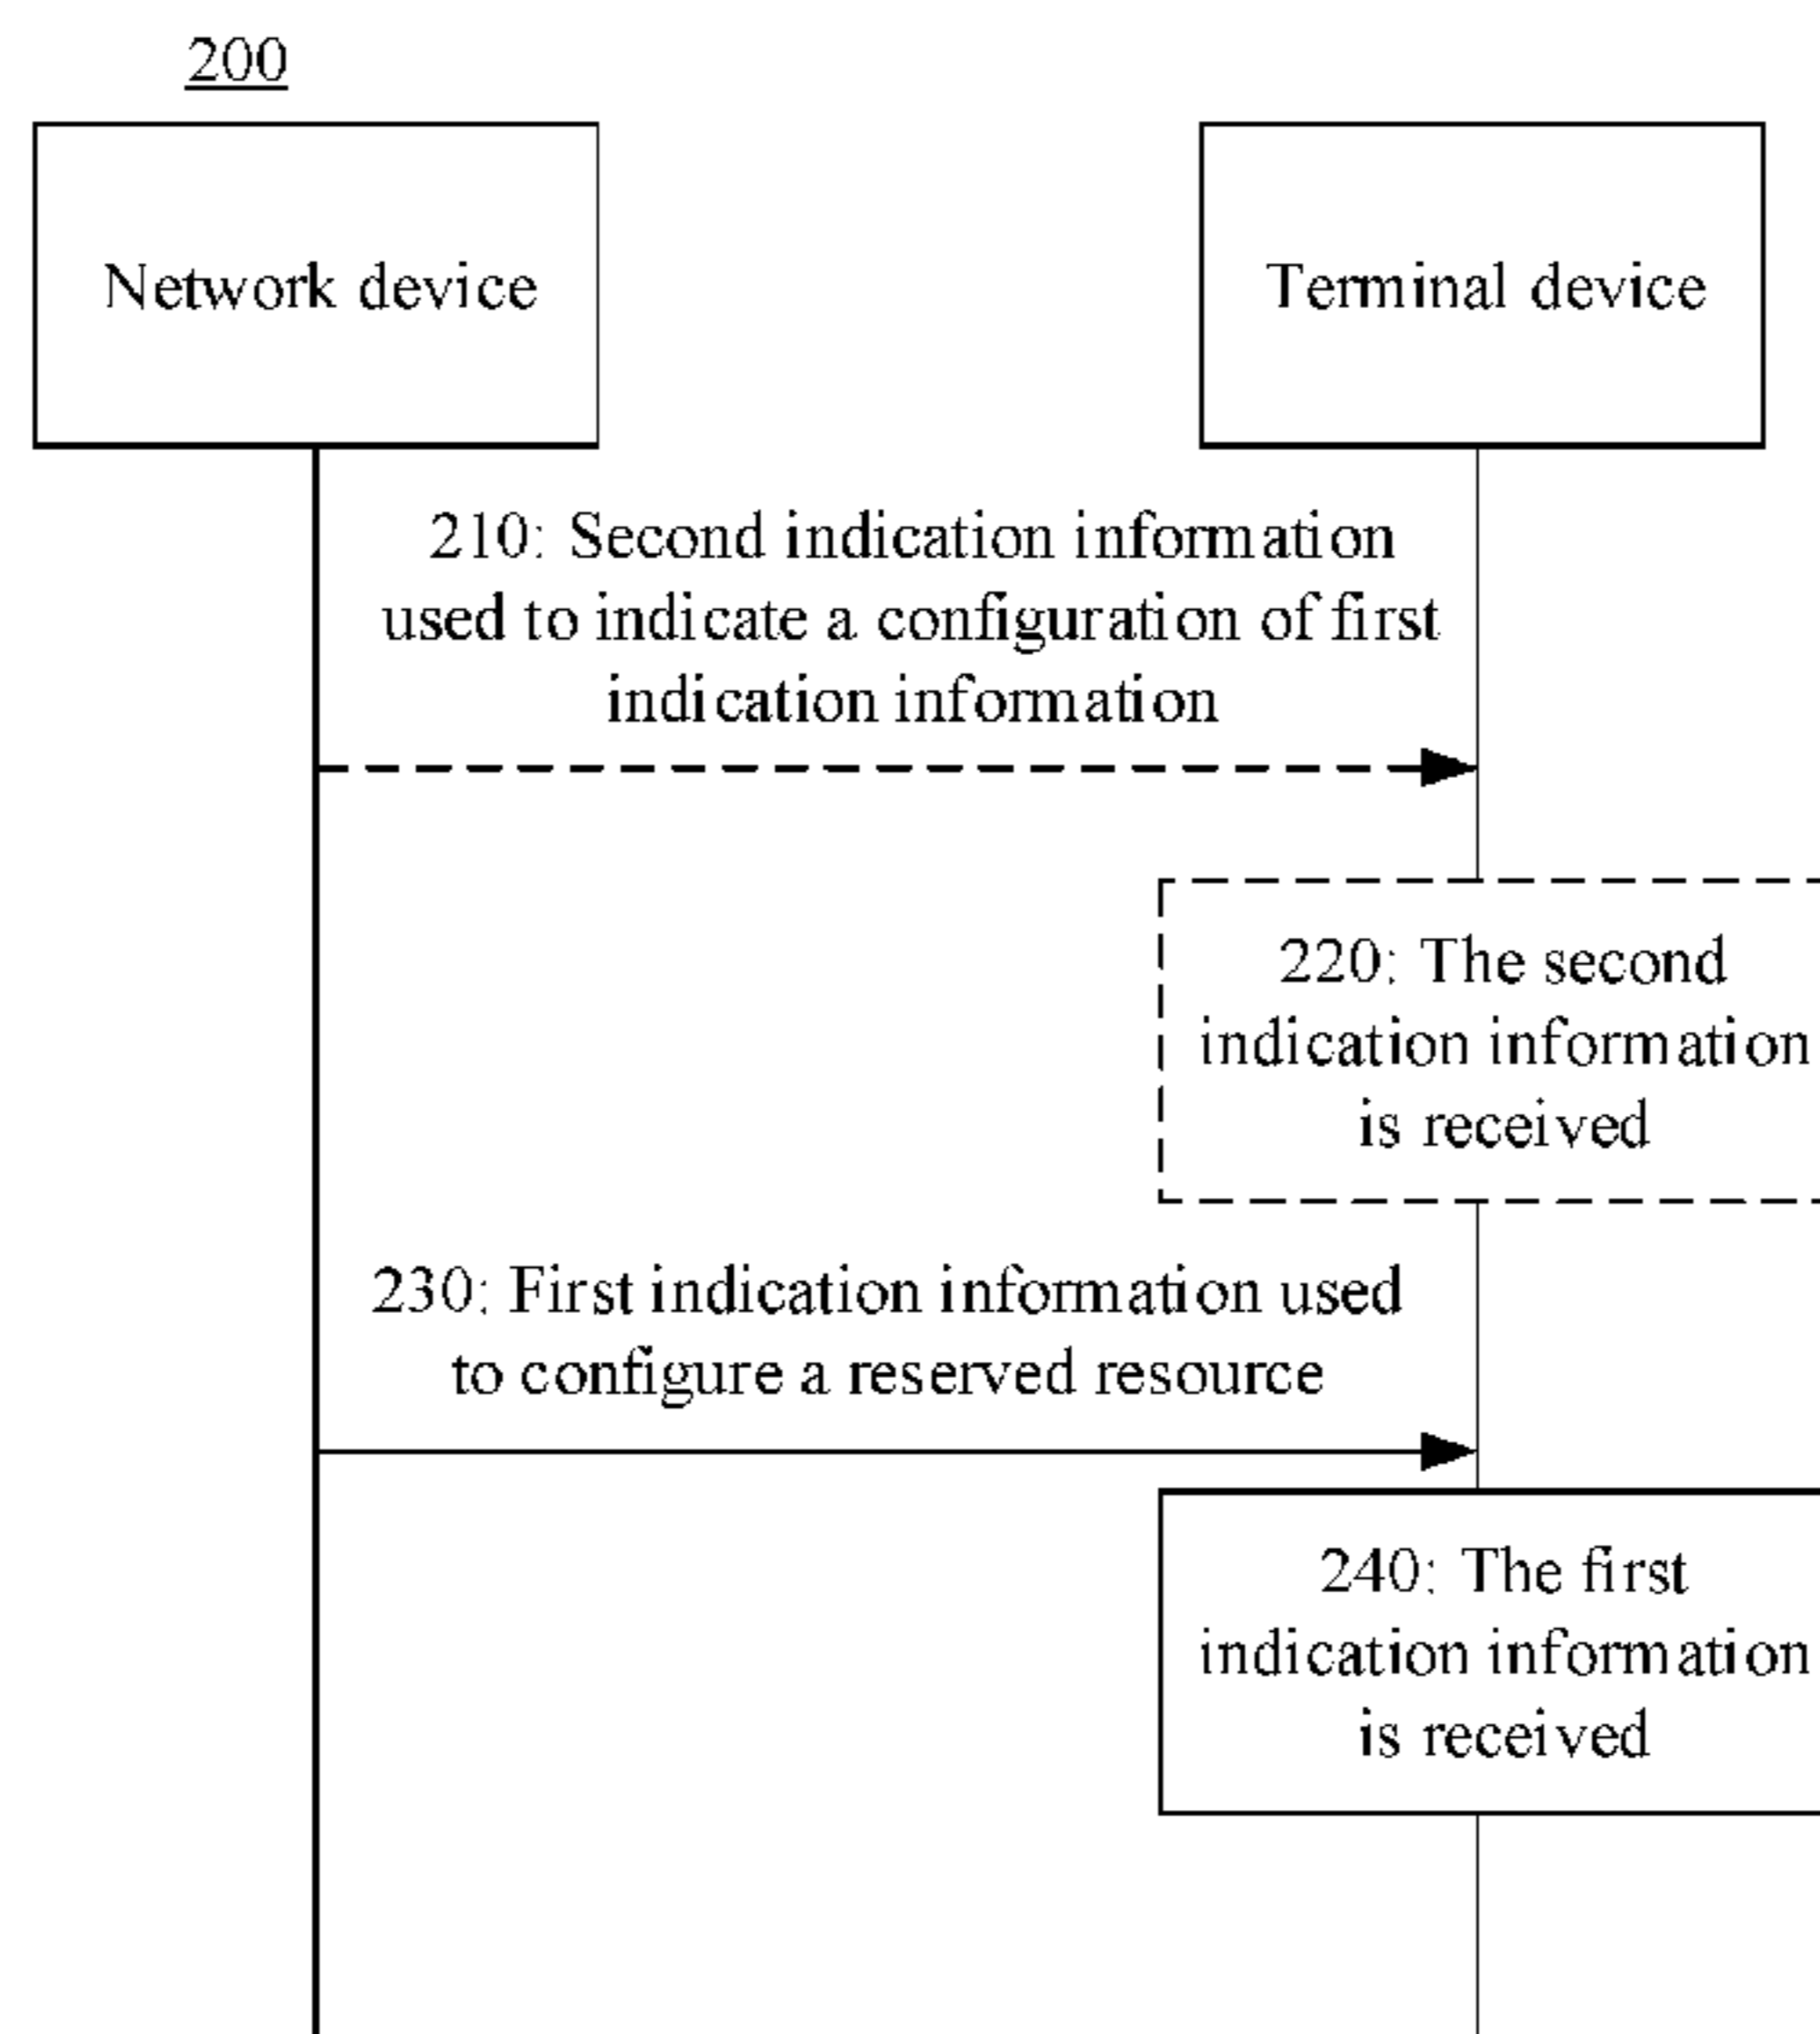 200
Network device
Terminal device
210: Second indication information
used to indicate a configuration of first
indication information
220: The second
indication information
is received
230: First indication information used
to configure a reserved resource
240: The first
indication information
is received